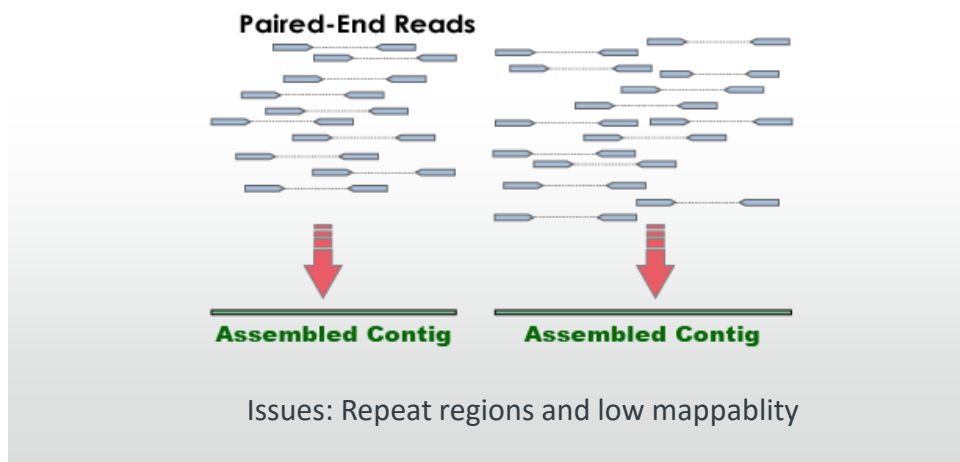 Paired-End Reads
Assembled Contig
Assembled Contig
Issues: Repeat regions and low mappablity